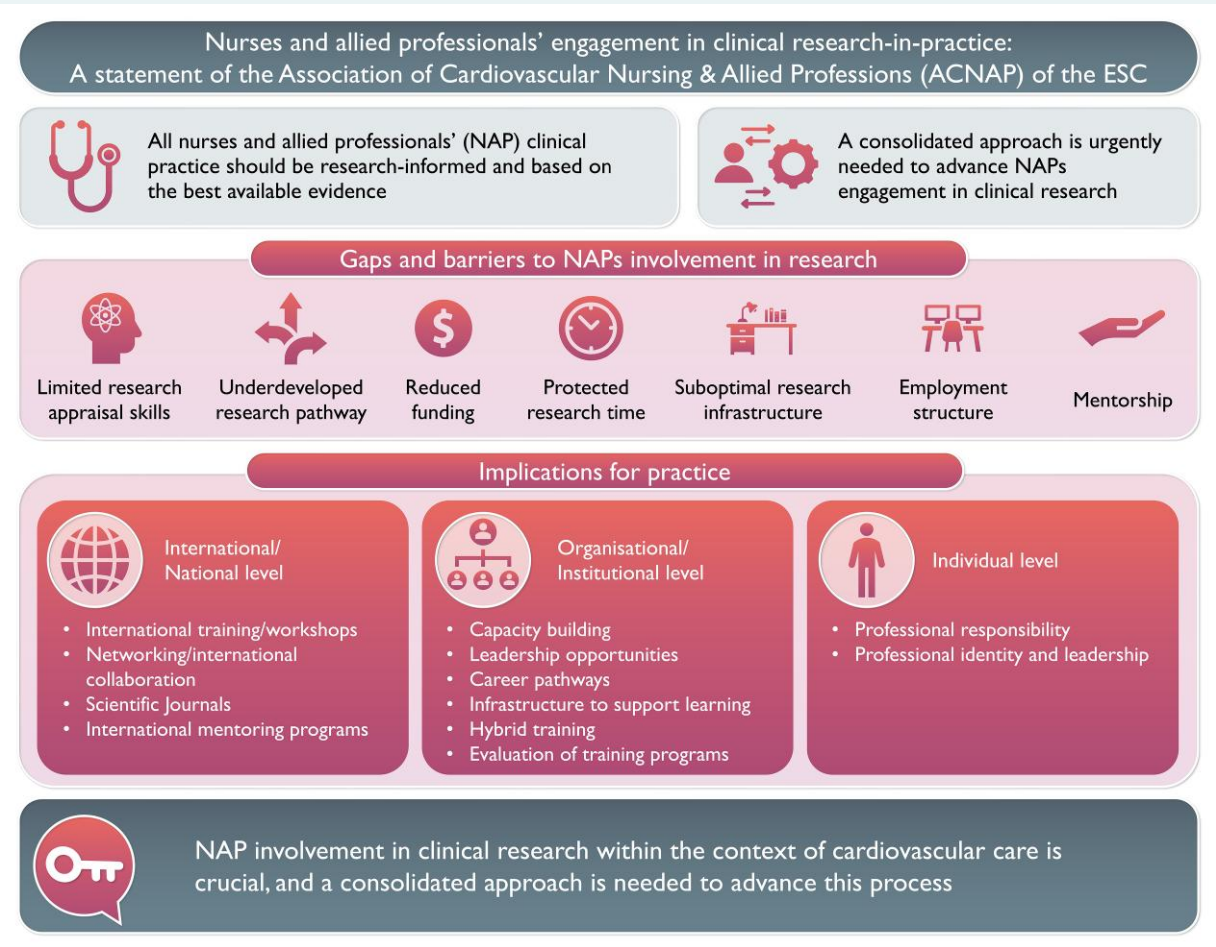 Nurses and allied professionals’ engagement in clinical research-in-practice:
A statement of the Association of Cardiovascular Nursing & Allied Professions (ACNAP) of the ESC
All nurses and allied professionals’ (NAP) clinical
practice should be research-informed and based on
the best available evidence
A consolidated approach is urgently
needed to advance NAPs
engagement in clinical research
Gaps and barriers to NAPs involvement in research
Limited research
appraisal skills
Underdeveloped
research pathway
$
Reduced
funding
Protected
research time
Suboptimal research
infrastructure
Employment
structure
Mentorship
Implications for practice
International/
National level
• International training/workshops
• Networking/international
collaboration
• Scientific Journals
• International mentoring programs
Organisational/
Institutional level
• Capacity building
• Leadership opportunities
• Career pathways
• Infrastructure to support learning
• Hybrid training
• Evaluation of training programs
Individual level
• Professional responsibility
• Professional identity and leadership
NAP involvement in clinical research within the context of cardiovascular care is
crucial, and a consolidated approach is needed to advance this process